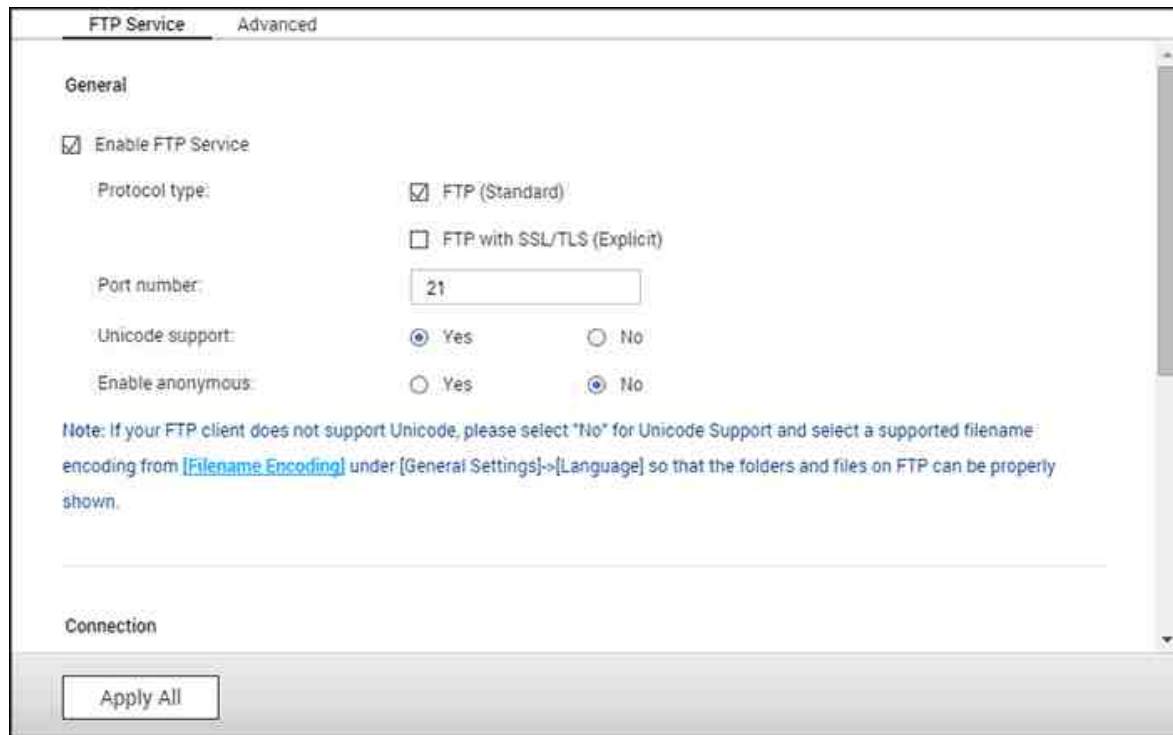 FTP Service Advanced
General
Enable FTP Service
Protocol type: FTP (Standard)
FTP with SSL/TLS (Explicit)
Port number: 21
Unicode support: Yes No
Enable anonymous: Yes No
Note: If your FTP client does not support Unicode, please select "No" for Unicode Support and select a supported filename
encoding from [Filename Encoding] under [General Settings]->[Language] so that the folders and files on FTP can be properly
shown.
Connection
Apply All